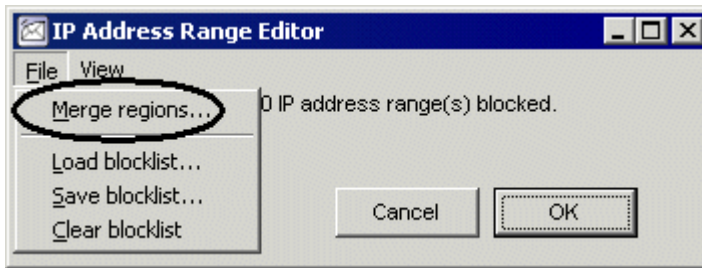 IP Address Range Editor
File View
Merge regions...
0 IP address range(s) blocked.
Load blocklist...
Save blocklist...
Clear blocklist
Cancel OK